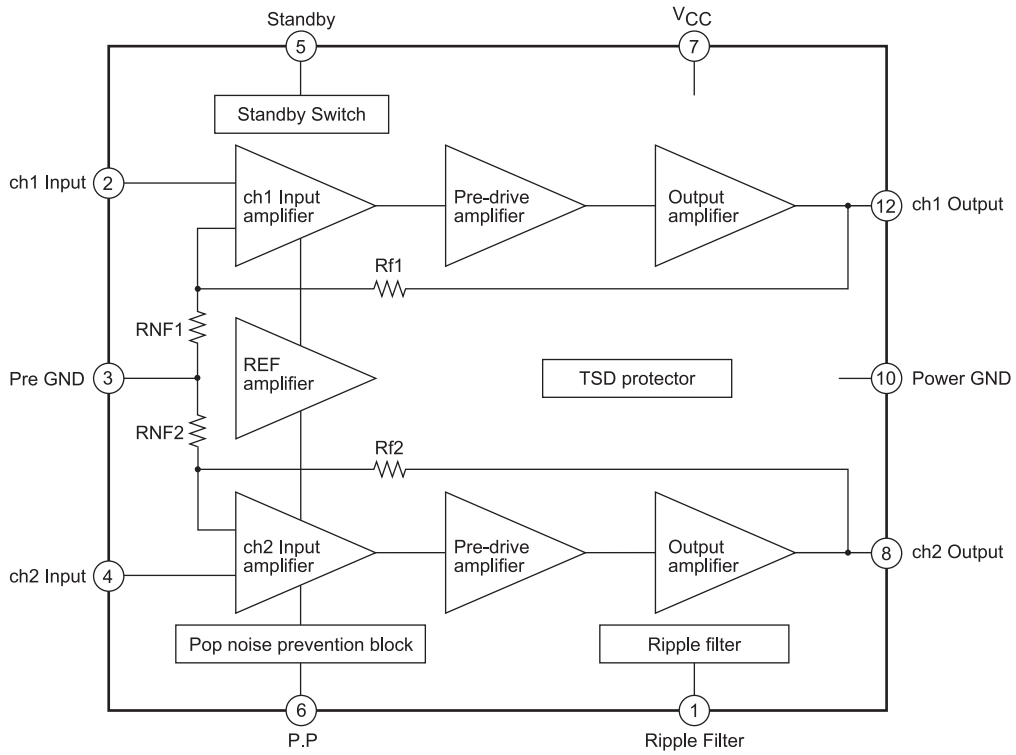 Standby
VCC
5
7
Standby Switch
ch1 Input
2
ch1 Input
amplifier
Pre-drive
amplifier
Output
amplifier
12
ch1 Output
Rf1
RNF1
Pre GND
3
REF
amplifier
TSD protector
10
Power GND
RNF2
Rf2
ch2 Input
4
ch2 Input
amplifier
Pre-drive
amplifier
Output
amplifier
8
ch2 Output
Pop noise prevention block
Ripple filter
6
1
P.P
Ripple Filter